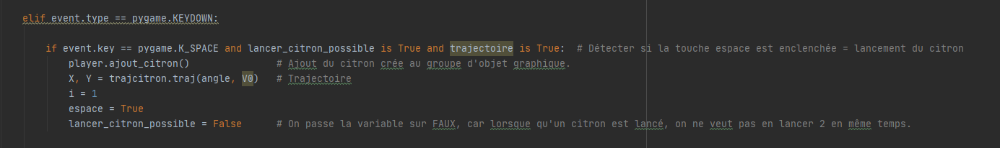 elif event.type == pygame.KEYDOWN:
if event.key == pygame.K_SPACE and lancer_citron_possible is True and trajectoire is True:  # Détecter si la touche espace est enclenchée = lancement du citron
player.ajout_citron()               # Ajout du citron crée au groupe d'objet graphique.
X, Y = trajcitron.traj(angle, V0)   # Trajectoire
i = 1
espace = True
lancer_citron_possible = False      # On passe la variable sur FAUX, car lorsque qu'un citron est lancé, on ne veut pas en lancer 2 en même temps.